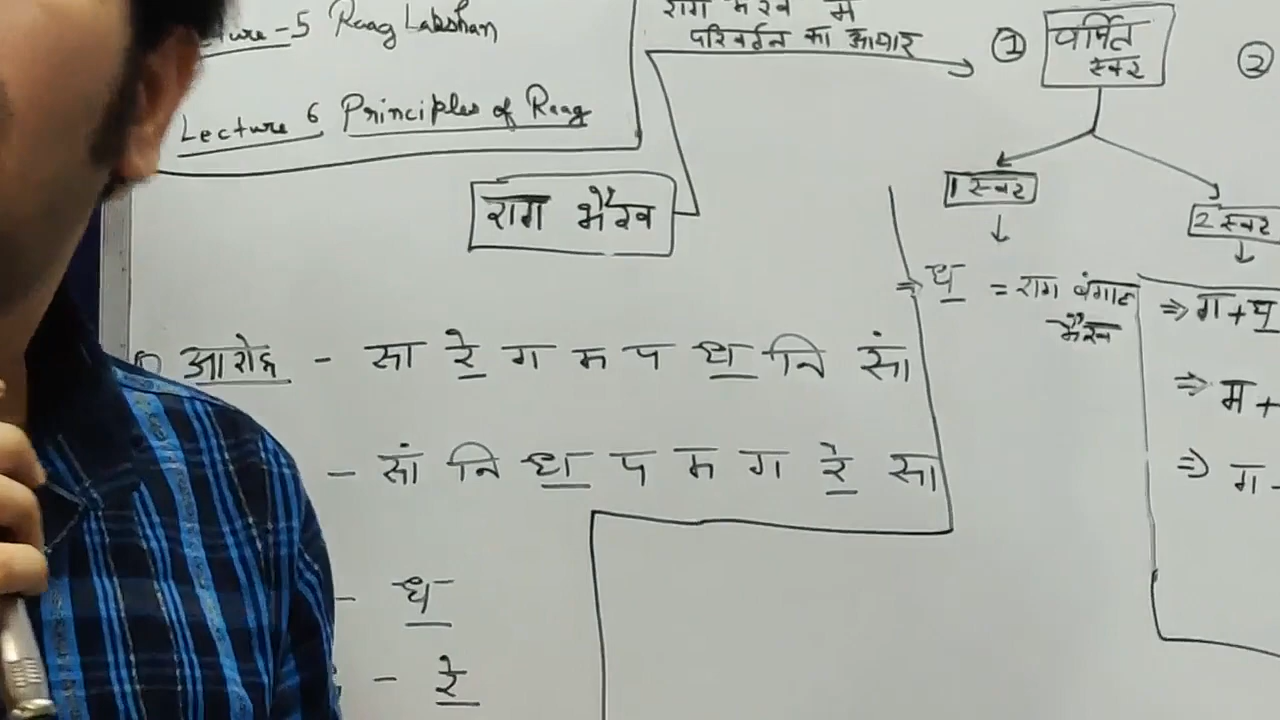 -5 Raag Lakshan
Lecture 6 Principles of Raag
राग भैरव में
परिवर्तन का आधार
①
वर्जित
स्वर
②
1 स्वर
2 स्वर
राग भैरव
⇒ ध॒ = राग बंगाल
भैरव
⇒ ग + ध॒
⇒ म +
⇒ ग -
आरोह - सा रे॒ ग म प ध॒ नि सां
- सां नि ध॒ प म ग रे॒ सा
- ध॒
- रे॒